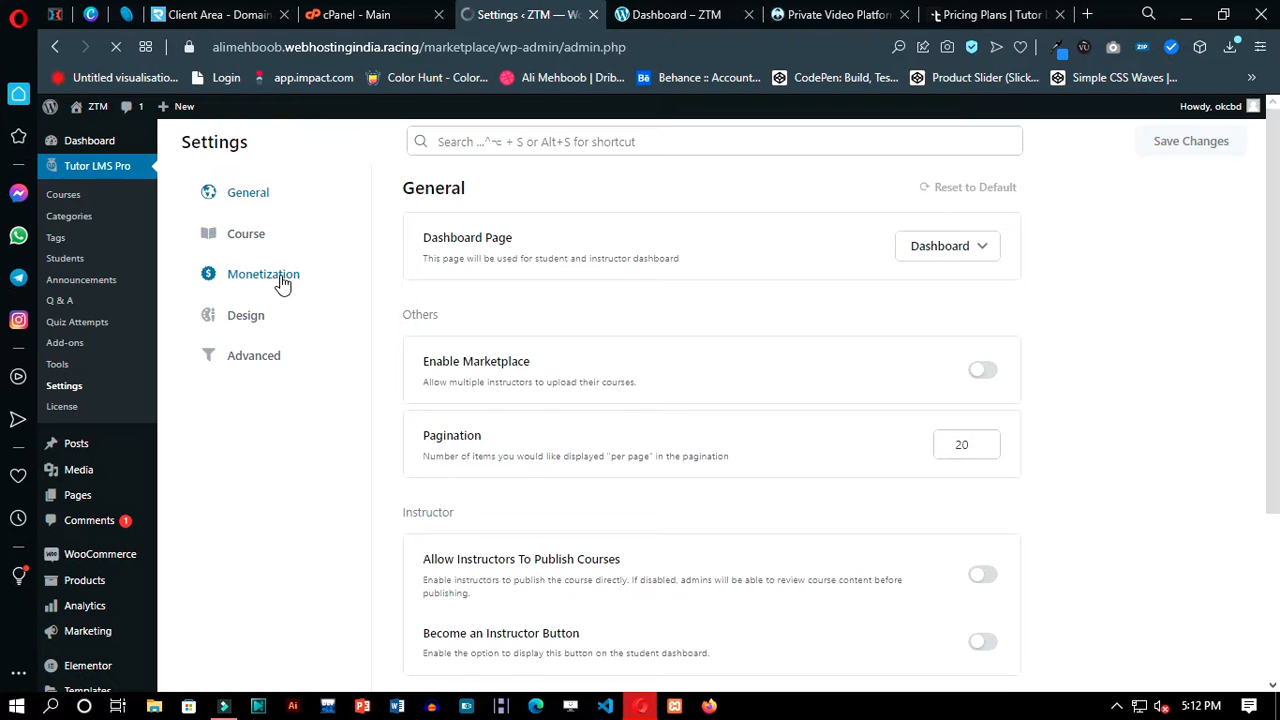 Client Area - Domain
cPanel - Main
Settings ‹ ZTM — Wo
Dashboard – ZTM
Private Video Platform
Pricing Plans | Tutor L
alimehboob.webhostingindia.racing/marketplace/wp-admin/admin.php
Untitled visualisatio...
Login
app.impact.com
Color Hunt - Color...
Ali Mehboob | Drib...
Behance :: Account...
CodePen: Build, Tes...
Product Slider (Slick...
Simple CSS Waves |...
ZTM
1
New
Howdy, okcbd
Dashboard
Tutor LMS Pro
Courses
Categories
Tags
Students
Announcements
Q & A
Quiz Attempts
Add-ons
Tools
Settings
License
Posts
Media
Pages
Comments 1
WooCommerce
Products
Analytics
Marketing
Elementor
Templates
Settings
Search ...^⌥ + S or Alt+S for shortcut
Save Changes
General
Course
Monetization
Design
Advanced
General
Reset to Default
Dashboard Page
This page will be used for student and instructor dashboard
Dashboard
Others
Enable Marketplace
Allow multiple instructors to upload their courses.
Pagination
Number of items you would like displayed "per page" in the pagination
20
Instructor
Allow Instructors To Publish Courses
Enable instructors to publish the course directly. If disabled, admins will be able to review course content before
publishing.
Become an Instructor Button
Enable the option to display this button on the student dashboard.
5:12 PM